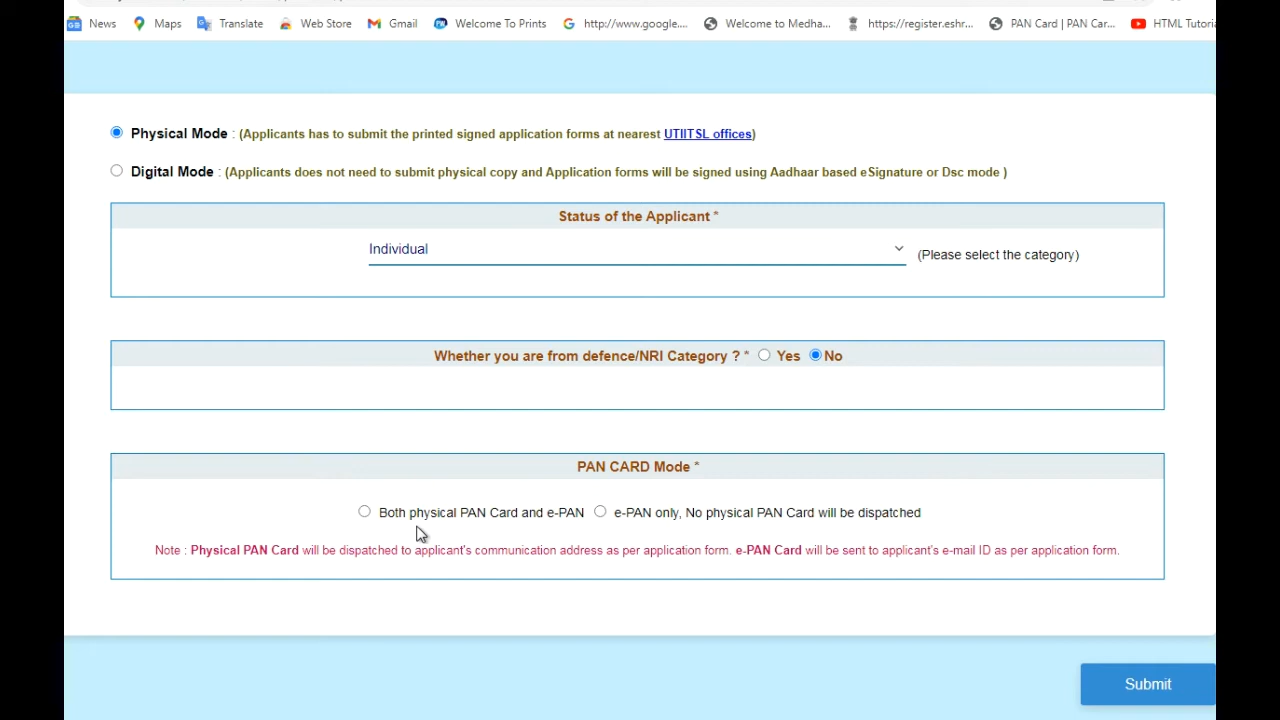 News Maps Translate Web Store Gmail Welcome To Prints http://www.google.... Welcome to Medha... https://register.eshr... PAN Card | PAN Car... HTML Tutoria
Physical Mode : (Applicants has to submit the printed signed application forms at nearest UTIITSL offices)
Digital Mode : (Applicants does not need to submit physical copy and Application forms will be signed using Aadhaar based eSignature or Dsc mode )
Status of the Applicant *
Individual (Please select the category)
Whether you are from defence/NRI Category ? * Yes No
PAN CARD Mode *
Both physical PAN Card and e-PAN e-PAN only, No physical PAN Card will be dispatched
Note : Physical PAN Card will be dispatched to applicant's communication address as per application form. e-PAN Card will be sent to applicant's e-mail ID as per application form.
Submit